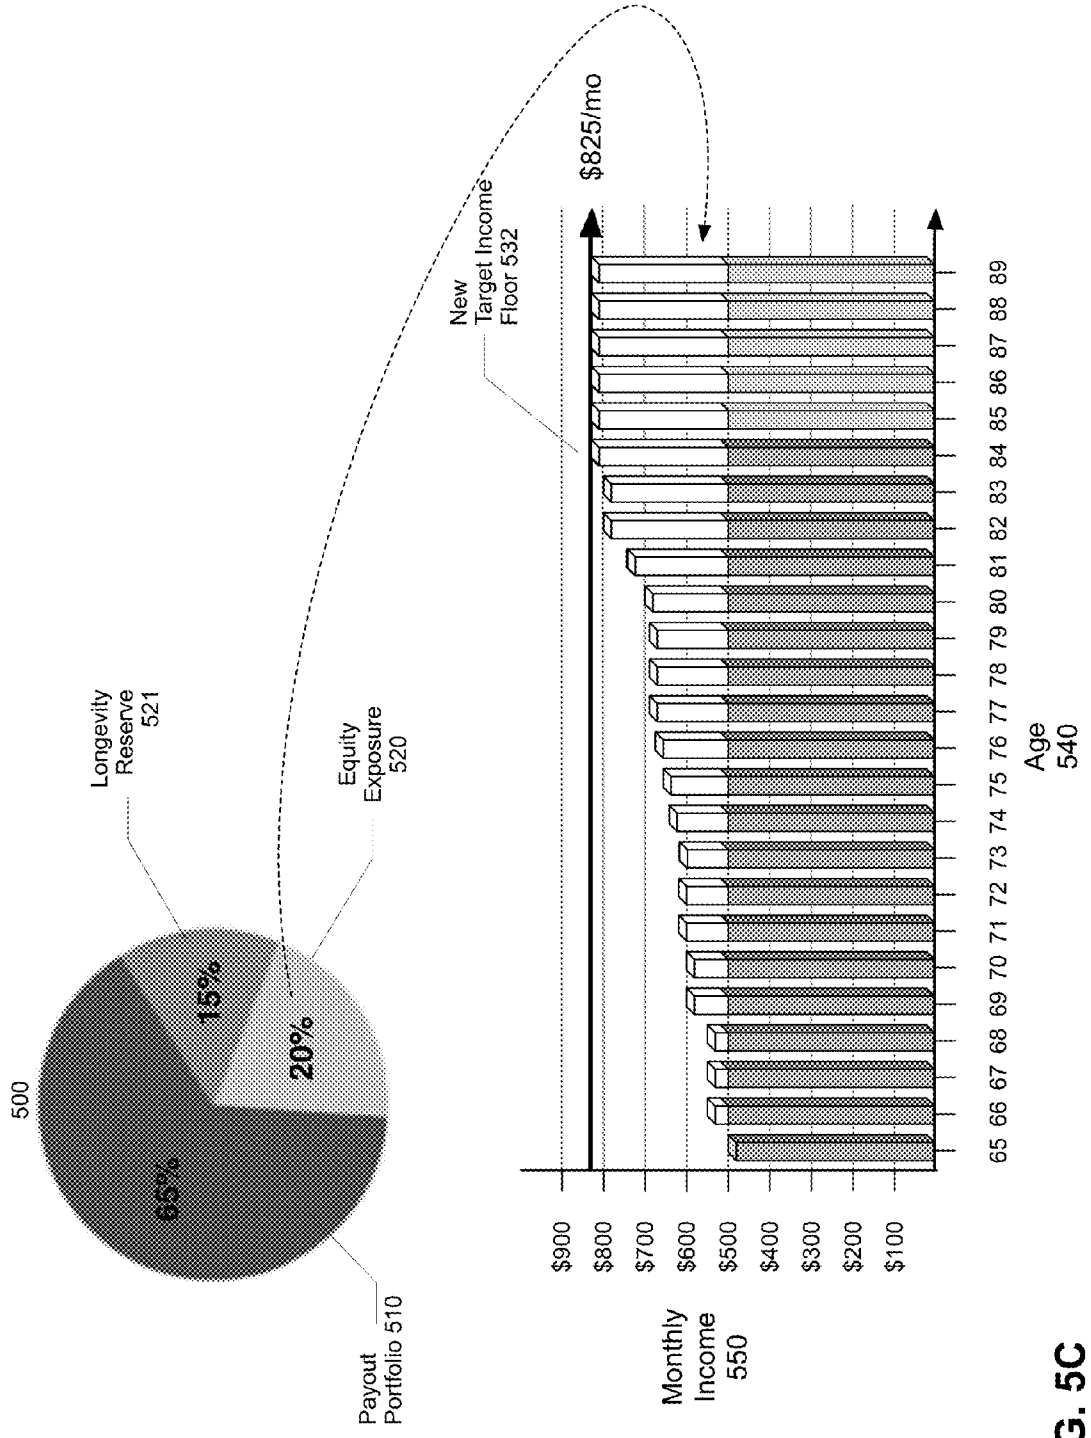 500
Longevity
Reserve
521
65%
15%
20%
Equity
Exposure
520
Payout
Portfolio 510
New
Target Income
Floor 532
$825/mo
Monthly
Income
550
$900
$800
$700
$600
$500
$400
$300
$200
$100
65 66 67 68 69 70 71 72 73 74 75 76 77 78 79 80 81 82 83 84 85 86 87 88 89
Age
540
G. 5C